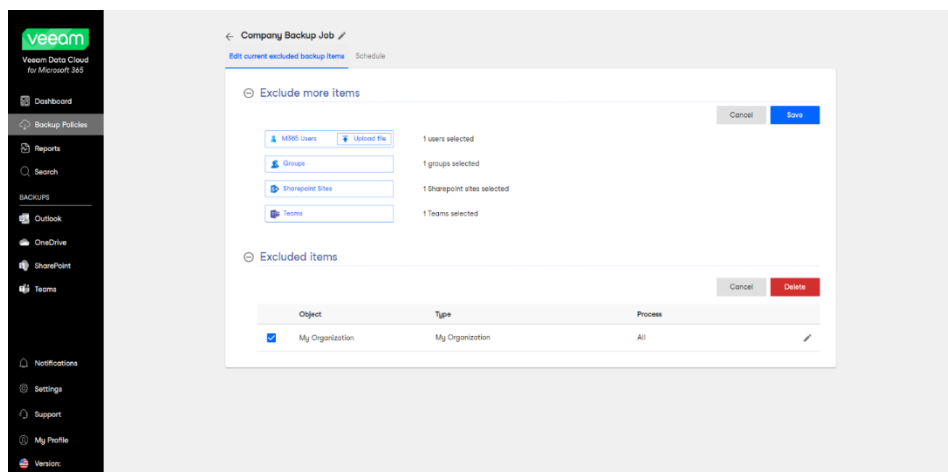 veeam
Veeam Data Cloud
for Microsoft 365
Dashboard
Backup Policies
Reports
Search
BACKUPS
Outlook
OneDrive
SharePoint
Teams
Notifications
Settings
Support
My Profile
Version:
Company Backup Job
Edit current excluded backup items Schedule
Exclude more items
Cancel Save
M365 Users Upload file 1 users selected
Groups 1 groups selected
Sharepoint Sites 1 Sharepoint sites selected
Teams 1 Teams selected
Excluded items
Cancel Delete
Object Type Process
My Organization My Organization All